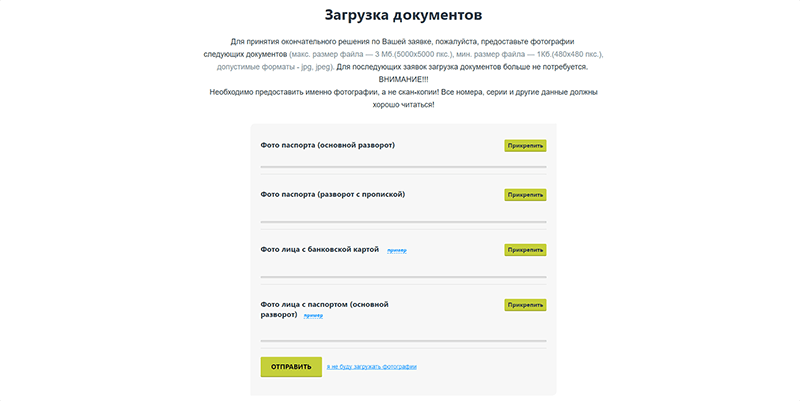 Загрузка документов
Для принятия окончательного решения по Вашей заявке, пожалуйста, предоставьте фотографии
следующих документов (макс. размер файла — 3 Мб.(5000x5000 пкс.), мин. размер файла — 1Кб.(480x480 пкс.),
допустимые форматы - jpg, jpeg). Для последующих заявок загрузка документов больше не потребуется.
ВНИМАНИЕ!!!
Необходимо предоставить именно фотографии, а не скан-копии! Все номера, серии и другие данные должны
хорошо читаться!
Фото паспорта (основной разворот) Прикрепить
Фото паспорта (разворот с пропиской) Прикрепить
Фото лица с банковской картой пример Прикрепить
Фото лица с паспортом (основной Прикрепить
разворот) пример
ОТПРАВИТЬ я не буду загружать фотографии